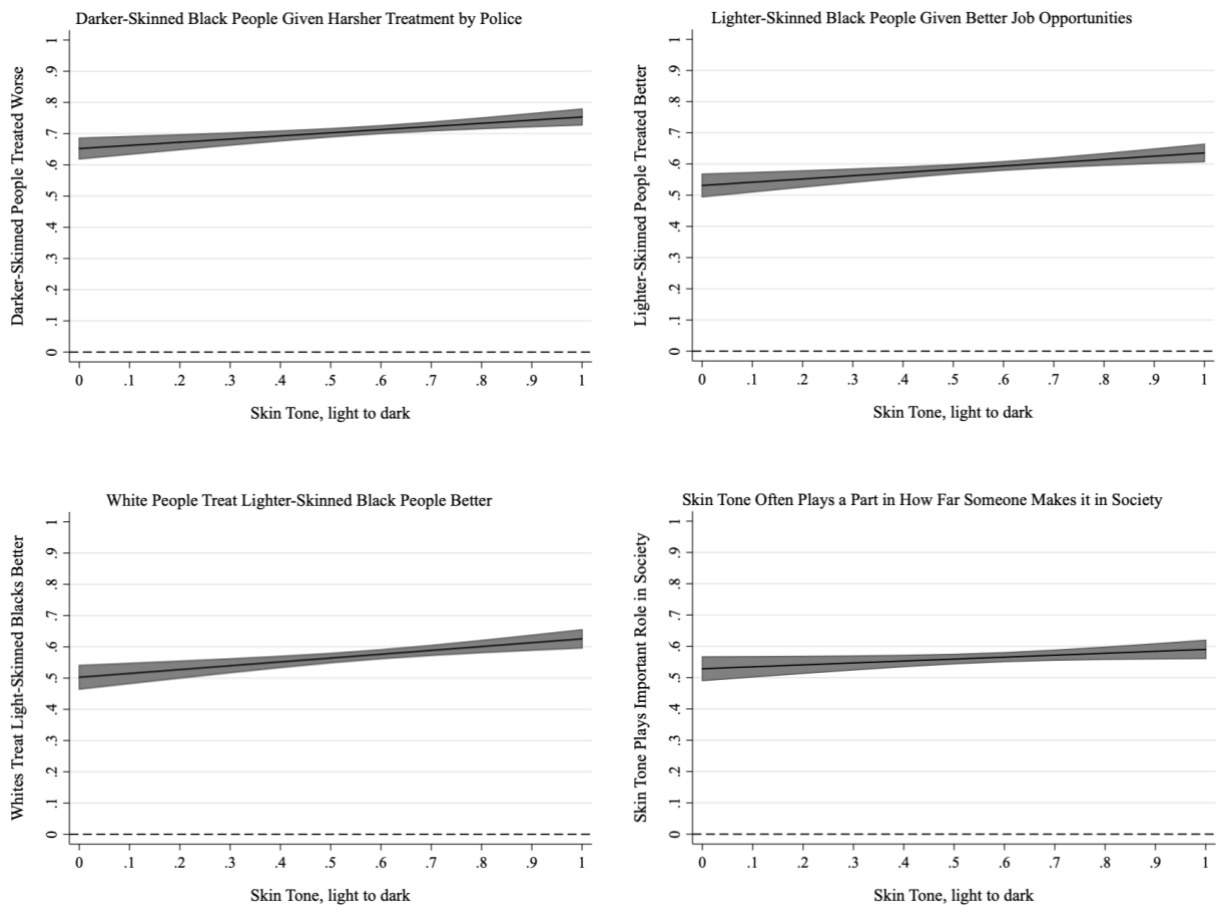 Darker-Skinned Black People Given Harsher Treatment by Police
Darker-Skinned People Treated Worse
1
.9
.8
.7
.6
.5
.4
.3
.2
.1
0
0 .1 .2 .3 .4 .5 .6 .7 .8 .9 1
Skin Tone, light to dark
Lighter-Skinned Black People Given Better Job Opportunities
Lighter-Skinned People Treated Better
1
.9
.8
.7
.6
.5
.4
.3
.2
.1
0
0 .1 .2 .3 .4 .5 .6 .7 .8 .9 1
Skin Tone, light to dark
White People Treat Lighter-Skinned Black People Better
Whites Treat Light-Skinned Blacks Better
1
.9
.8
.7
.6
.5
.4
.3
.2
.1
0
0 .1 .2 .3 .4 .5 .6 .7 .8 .9 1
Skin Tone, light to dark
Skin Tone Often Plays a Part in How Far Someone Makes it in Society
Skin Tone Plays Important Role in Society
1
.9
.8
.7
.6
.5
.4
.3
.2
.1
0
0 .1 .2 .3 .4 .5 .6 .7 .8 .9 1
Skin Tone, light to dark